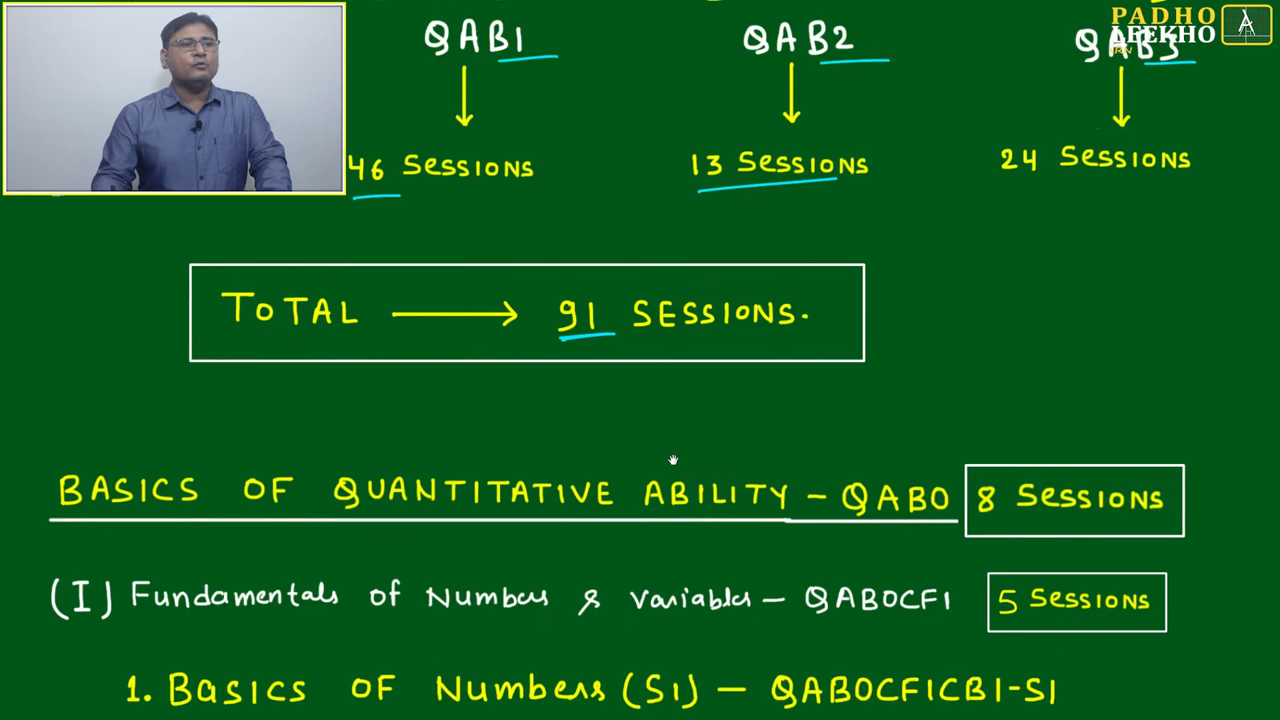 PADHO
LEEKHO
QAB1 QAB2 QAB3
46 SESSIONS 13 SESSIONS 24 SESSIONS
TOTAL → 91 SESSIONS.
BASICS OF QUANTITATIVE ABILITY - QAB0 8 SESSIONS
(I) Fundamentals of Numbers & Variables - QAB0CF1 5 SESSIONS
1. Basics OF Numbers (S1) - QAB0CF1CB1-S1